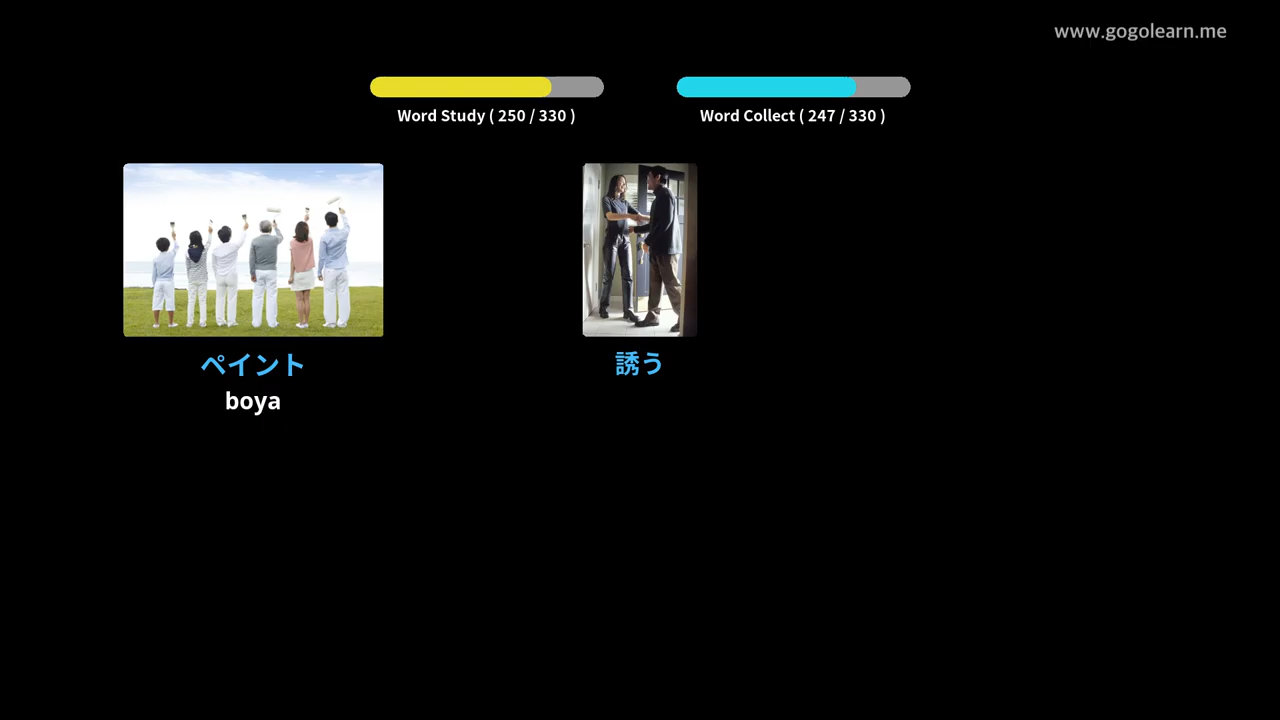 www.gogolearn.me
Word Study ( 250 / 330 )
Word Collect ( 247 / 330 )
ペイント
boya
誘う